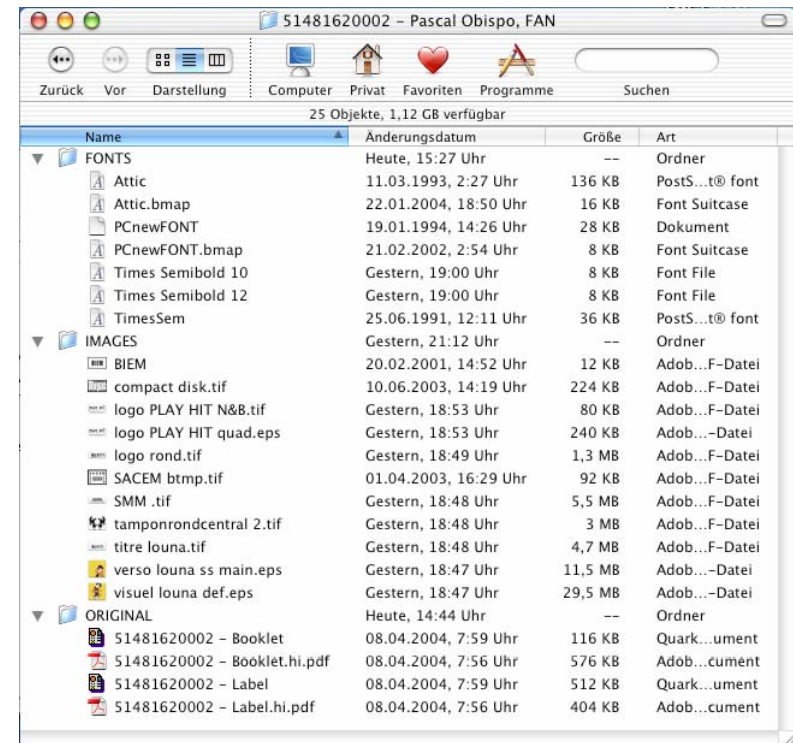 51481620002 – Pascal Obispo, FAN
Zurück Vor Darstellung Computer Privat Favoriten Programme Suchen
25 Objekte, 1,12 GB verfügbar
Name Änderungsdatum Größe Art
FONTS Heute, 15:27 Uhr -- Ordner
Attic 11.03.1993, 2:27 Uhr 136 KB PostS...t® font
Attic.bmap 22.01.2004, 18:50 Uhr 16 KB Font Suitcase
PCnewFONT 19.01.1994, 14:26 Uhr 28 KB Dokument
PCnewFONT.bmap 21.02.2002, 2:54 Uhr 8 KB Font Suitcase
Times Semibold 10 Gestern, 19:00 Uhr 8 KB Font File
Times Semibold 12 Gestern, 19:00 Uhr 8 KB Font File
TimesSem 25.06.1991, 12:11 Uhr 36 KB PostS...t® font
IMAGES Gestern, 21:12 Uhr -- Ordner
BIEM 20.02.2001, 14:52 Uhr 12 KB Adob...F-Datei
compact disk.tif 10.06.2003, 14:19 Uhr 224 KB Adob...F-Datei
logo PLAY HIT N&B.tif Gestern, 18:53 Uhr 80 KB Adob...F-Datei
logo PLAY HIT quad.eps Gestern, 18:53 Uhr 240 KB Adob...-Datei
logo rond.tif Gestern, 18:49 Uhr 1,3 MB Adob...F-Datei
SACEM btmp.tif 01.04.2003, 16:29 Uhr 92 KB Adob...F-Datei
SMM .tif Gestern, 18:48 Uhr 5,5 MB Adob...F-Datei
tamponrondcentral 2.tif Gestern, 18:48 Uhr 3 MB Adob...F-Datei
titre louna.tif Gestern, 18:48 Uhr 4,7 MB Adob...F-Datei
verso louna ss main.eps Gestern, 18:47 Uhr 11,5 MB Adob...-Datei
visuel louna def.eps Gestern, 18:47 Uhr 29,5 MB Adob...-Datei
ORIGINAL Heute, 14:44 Uhr -- Ordner
51481620002 – Booklet 08.04.2004, 7:59 Uhr 116 KB Quark...ument
51481620002 – Booklet.hi.pdf 08.04.2004, 7:56 Uhr 576 KB Adob...cument
51481620002 – Label 08.04.2004, 7:59 Uhr 512 KB Quark...ument
51481620002 – Label.hi.pdf 08.04.2004, 7:56 Uhr 404 KB Adob...cument